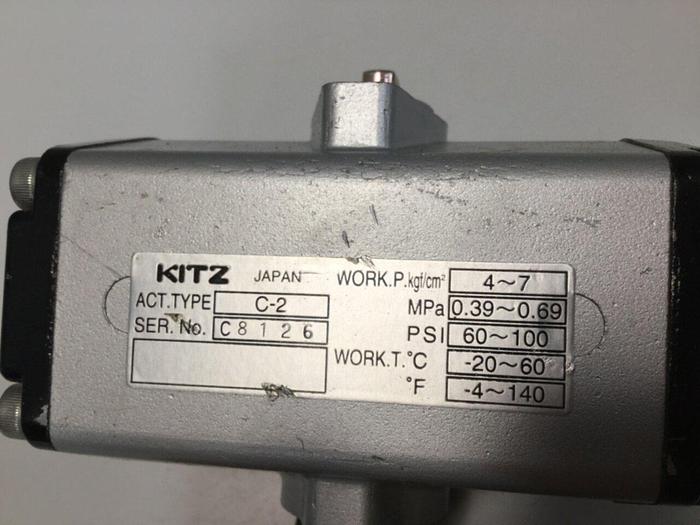 KITZ JAPAN
ACT.TYPE C-2
SER. No. C8126
WORK.P.kgf/cm² 4~7
MPa 0.39~0.69
PSI 60~100
WORK.T.°C -20~60
°F -4~140